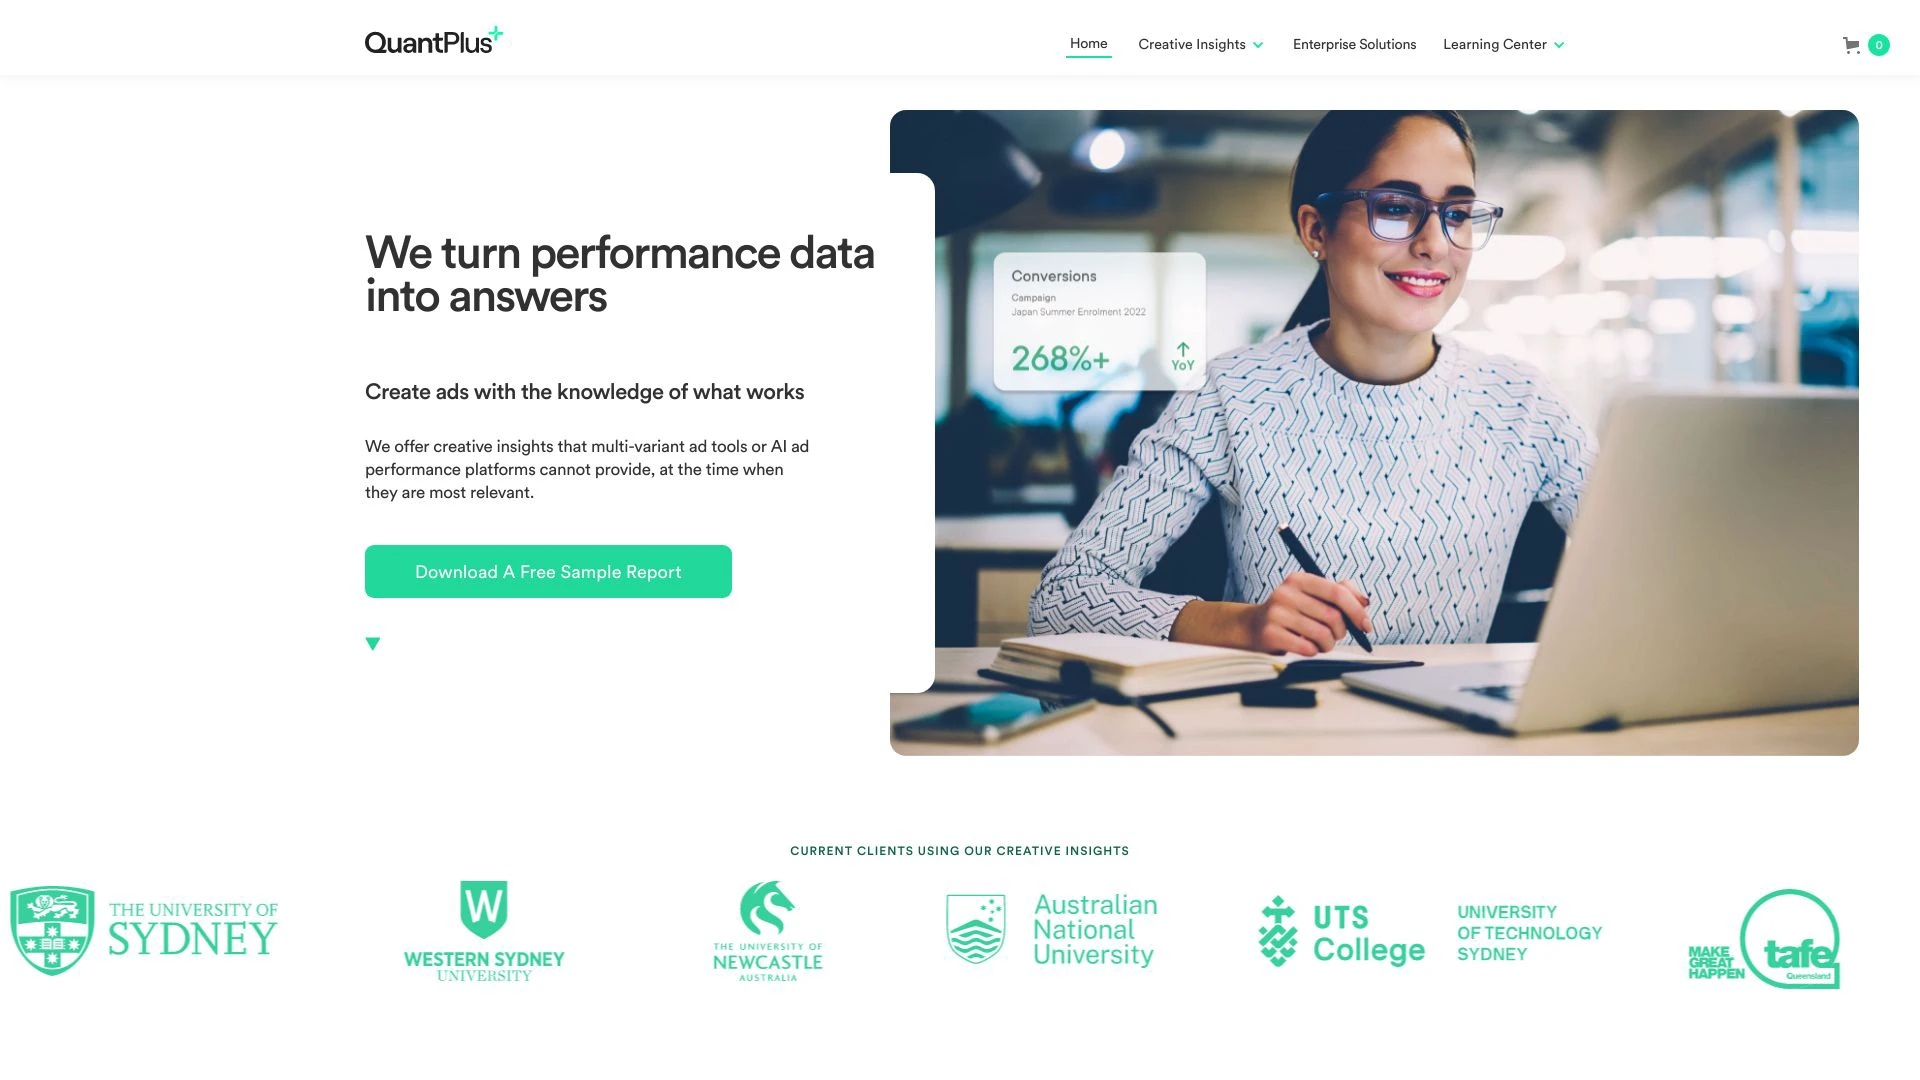 QuantPlus+
Home
Creative Insights
Enterprise Solutions
Learning Center
0
We turn performance data
into answers
Create ads with the knowledge of what works
We offer creative insights that multi-variant ad tools or AI ad
performance platforms cannot provide, at the time when
they are most relevant.
Download A Free Sample Report
Conversions
Campaign
Japan Summer Enrolment 2022
268%+
YoY
CURRENT CLIENTS USING OUR CREATIVE INSIGHTS
THE UNIVERSITY OF
SYDNEY
W
WESTERN SYDNEY
UNIVERSITY
THE UNIVERSITY OF
NEWCASTLE
AUSTRALIA
Australian
National
University
UTS
College
UNIVERSITY
OF TECHNOLOGY
SYDNEY
MAKE
GREAT
HAPPEN
tafe
Queensland